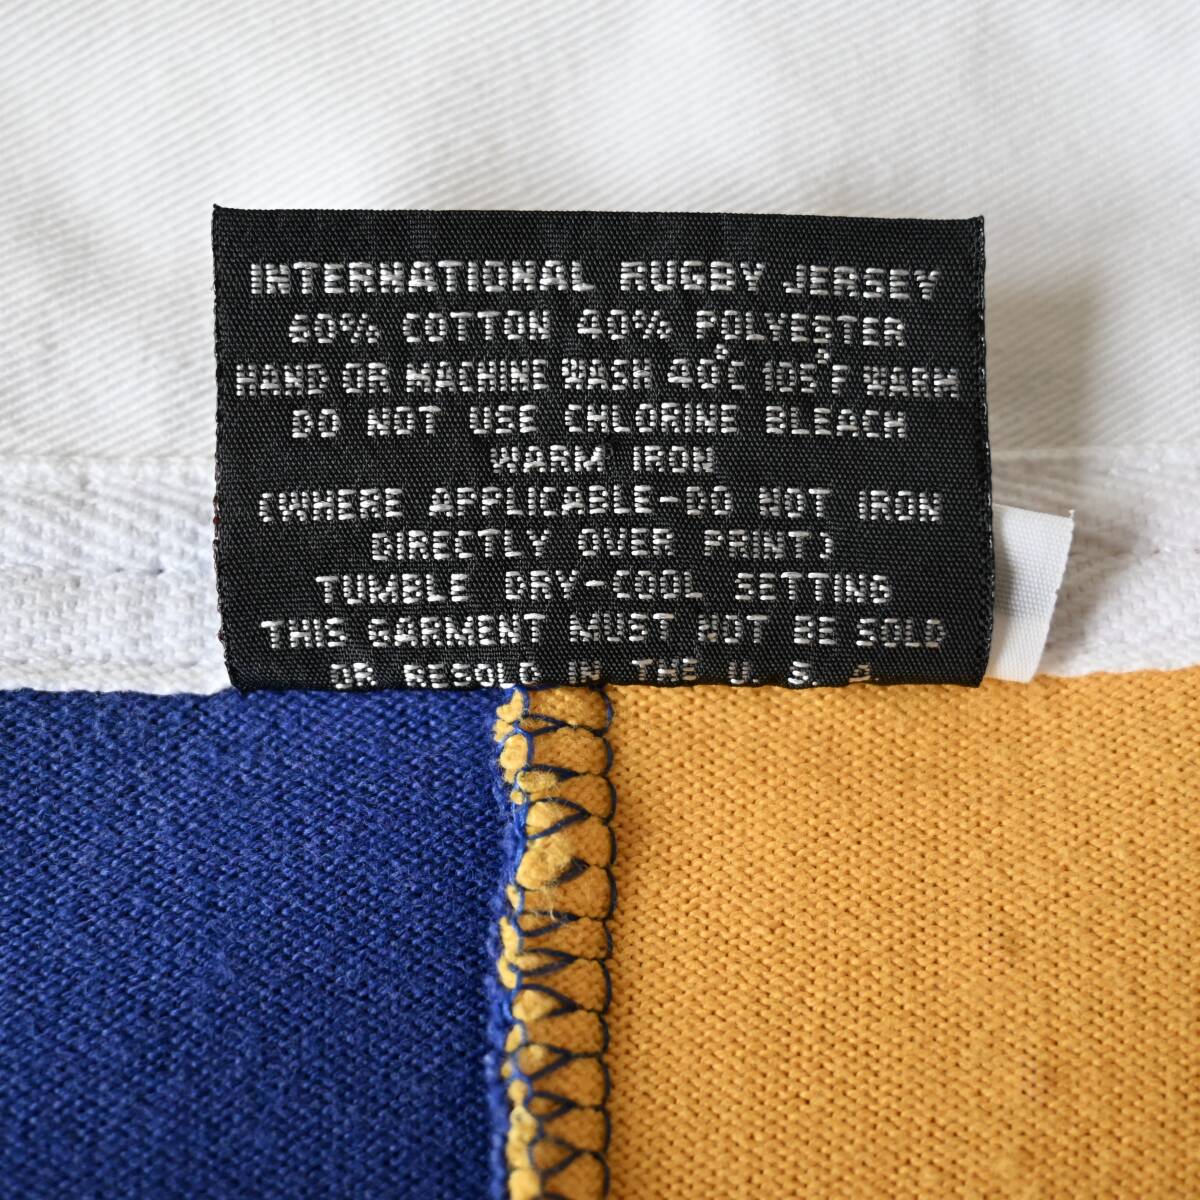 INTERNATIONAL RUGBY JERSEY
60% COTTON 40% POLYESTER
HAND OR MACHINE WASH 40°C 105°F WARM
DO NOT USE CHLORINE BLEACH
WARM IRON
(WHERE APPLICABLE-DO NOT IRON
DIRECTLY OVER PRINT)
TUMBLE DRY-COOL SETTING
THIS GARMENT MUST NOT BE SOLD
OR RESOLD IN THE U. S. A.